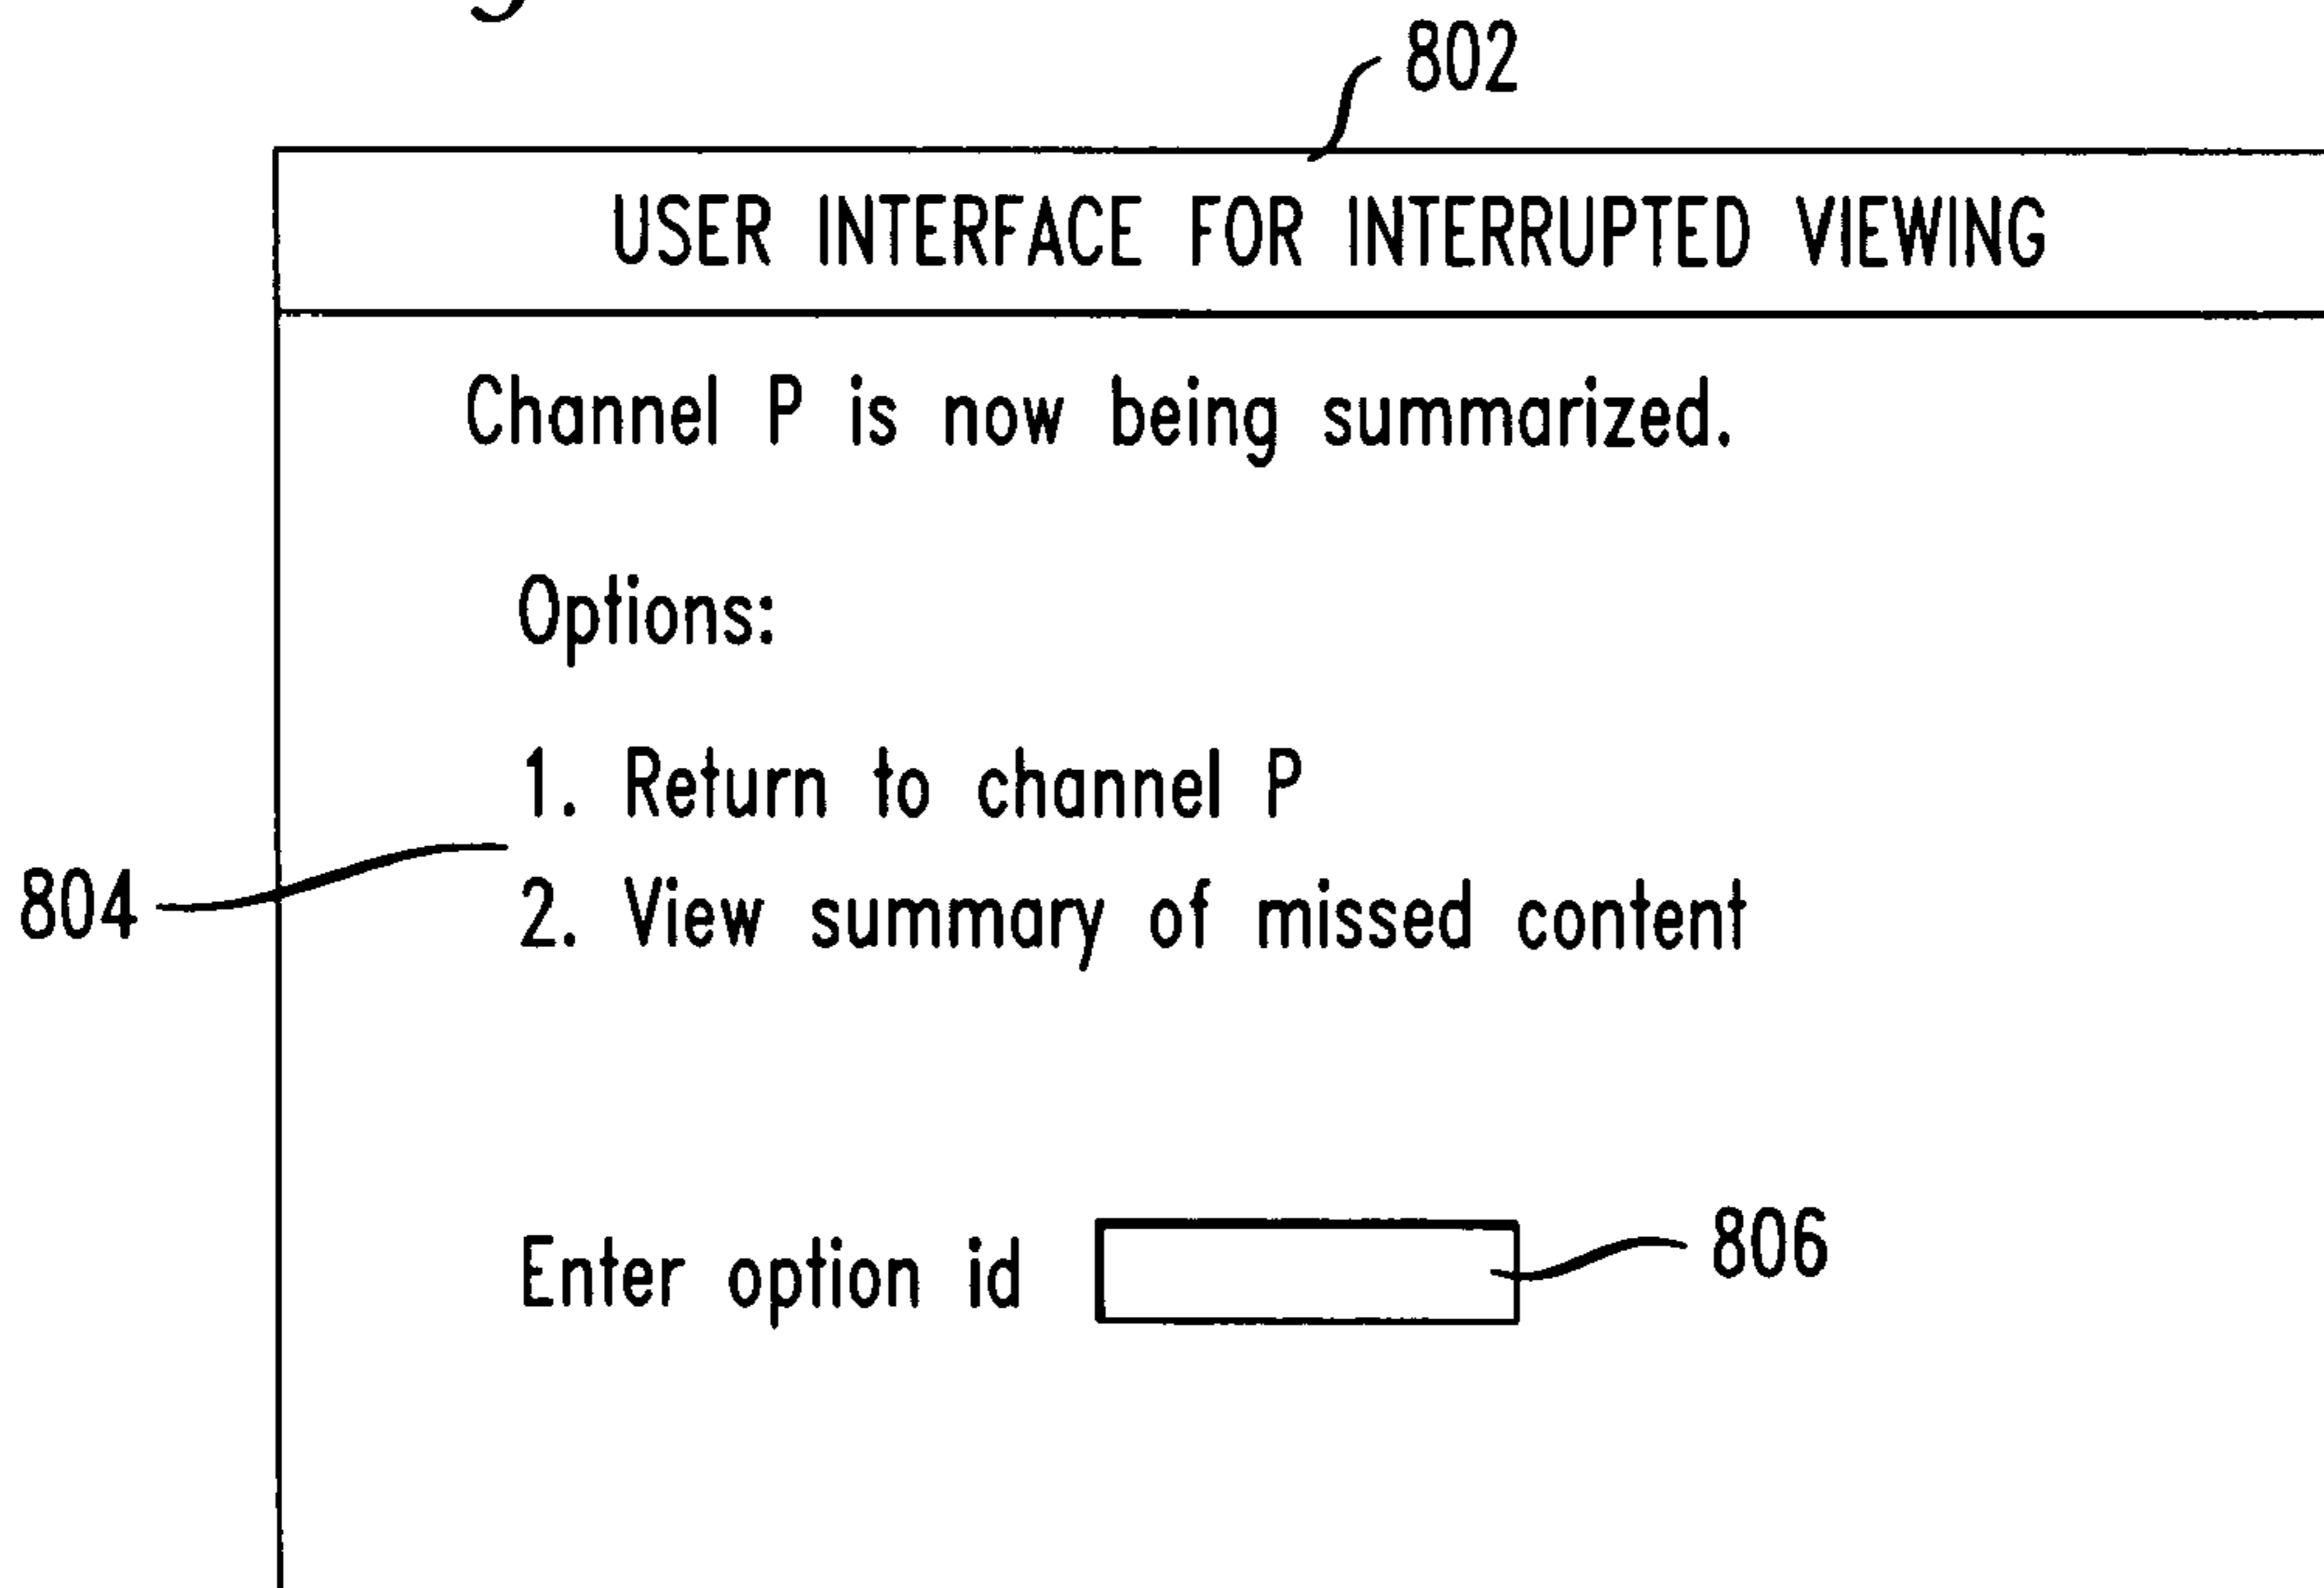 802
USER INTERFACE FOR INTERRUPTED VIEWING
Channel P is now being summarized.
Options:
1. Return to channel P
804
2. View summary of missed content
Enter option id
806